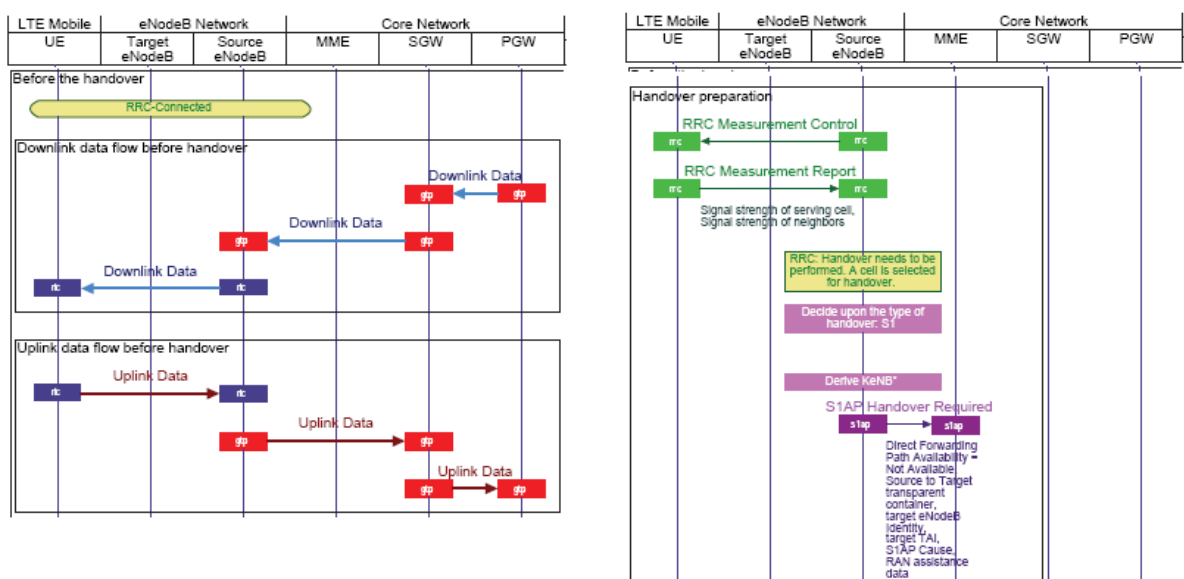 LTE Mobile eNodeB Network Core Network
UE Target eNodeB Source eNodeB MME SGW PGW
Before the handover
RRC-Connected
Downlink data flow before handover
Downlink Data
gtp gtp
Downlink Data
gtp gtp
Downlink Data
rlc rlc
Uplink data flow before handover
Uplink Data
rlc rlc
Uplink Data
gtp gtp
Uplink Data
gtp gtp
LTE Mobile eNodeB Network Core Network
UE Target eNodeB Source eNodeB MME SGW PGW
Handover preparation
RRC Measurement Control
rrc rrc
RRC Measurement Report
rrc rrc
Signal strength of serving cell,
Signal strength of neighbors
RRC: Handover needs to be
performed. A cell is selected
for handover.
Decide upon the type of
handover: S1
Derive KeNB*
S1AP Handover Required
s1ap s1ap
Direct Forwarding
Path Availability =
Not Available,
Source to Target
transparent
container,
target eNodeB
Identity,
target TAI,
S1AP Cause,
RAN assistance
data